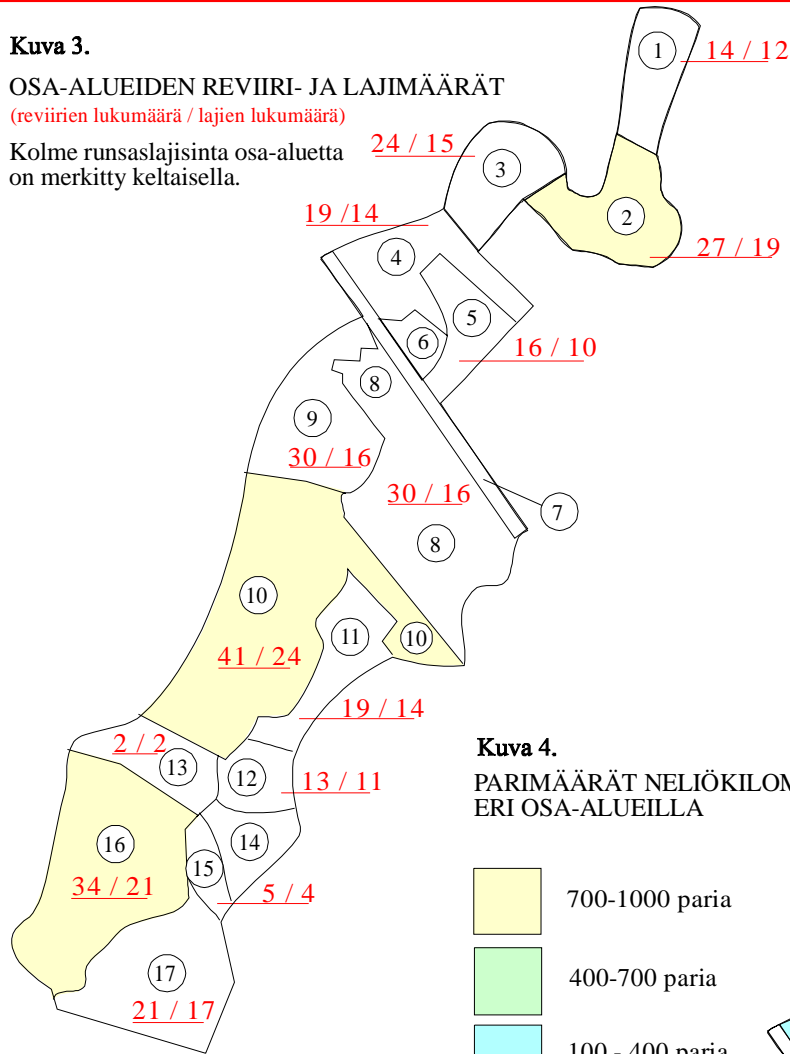 Kuva 3.
OSA-ALUEIDEN REVIIRI- JA LAJIMÄÄRÄT
(reviirien lukumäärä / lajien lukumäärä)
Kolme runsaslajisinta osa-aluetta
on merkitty keltaisella.
1
14 / 12
24 / 15
3
2
27 / 19
19 /14
4
5
6
16 / 10
8
9
30 / 16
30 / 16
7
8
10
11
10
41 / 24
19 / 14
2 / 2
13
12
13 / 11
16
14
15
34 / 21
5 / 4
17
21 / 17
Kuva 4.
PARIMÄÄRÄT NELIÖKILOM
ERI OSA-ALUEILLA
700-1000 paria
400-700 paria
100 - 400 paria